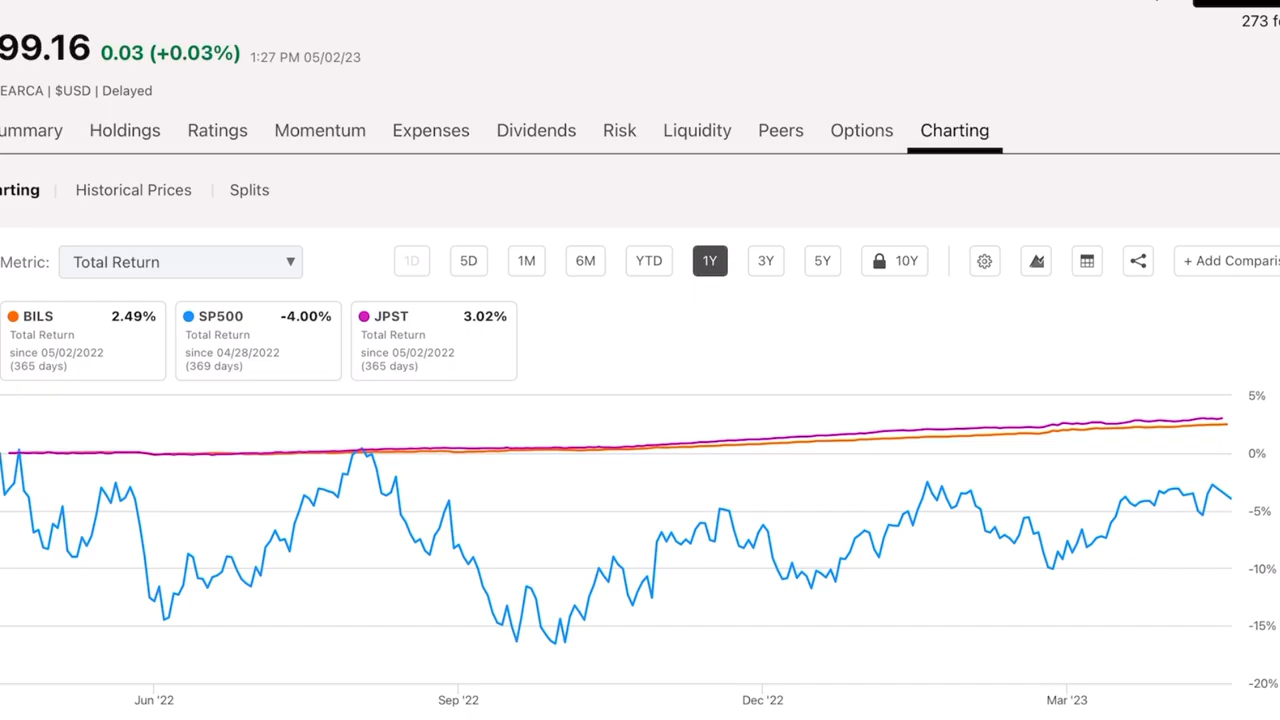 273 f
99.16 0.03 (+0.03%) 1:27 PM 05/02/23
EARCA | $USD | Delayed
ummary Holdings Ratings Momentum Expenses Dividends Risk Liquidity Peers Options Charting
arting | Historical Prices | Splits
Metric: Total Return ▼ 1D 5D 1M 6M YTD 1Y 3Y 5Y 10Y + Add Comparis
BILS 2.49% SP500 -4.00% JPST 3.02%
Total Return Total Return Total Return
since 05/02/2022 since 04/28/2022 since 05/02/2022
(365 days) (369 days) (365 days)
5%
0%
-5%
-10%
-15%
-20%
Jun '22 Sep '22 Dec '22 Mar '23